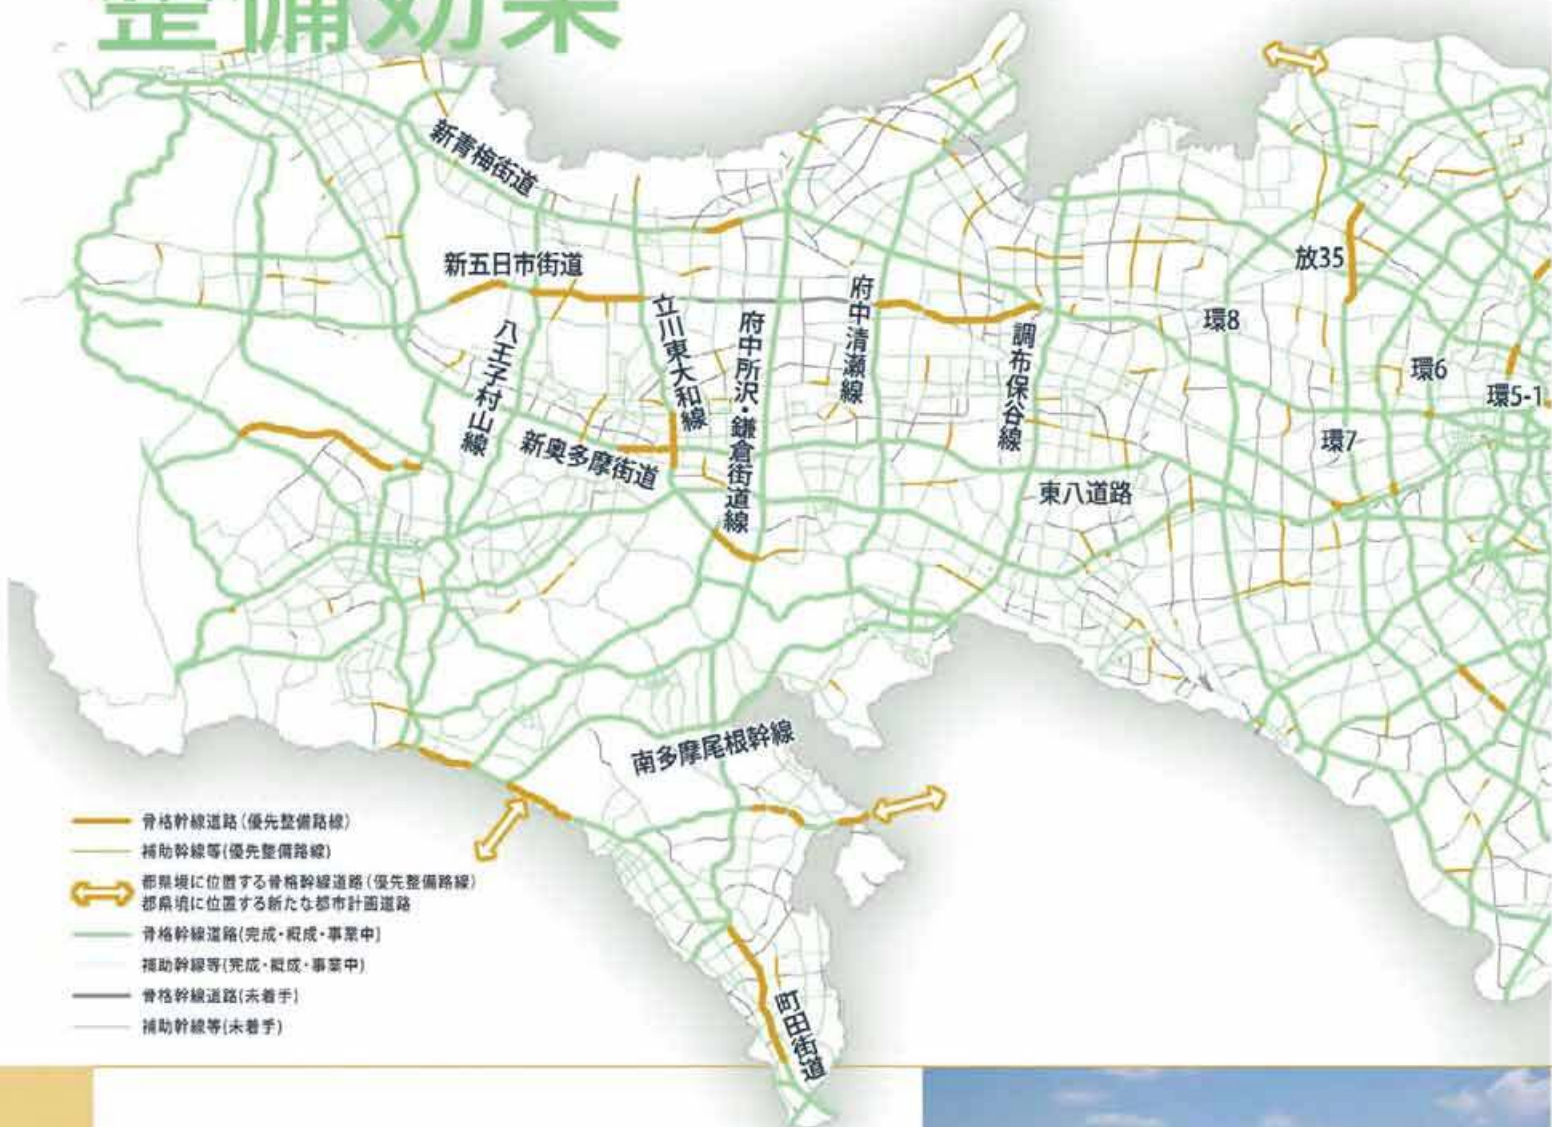 整備効果
新青梅街道
新五日市街道
八王子村山線
立川東大和線
府中所沢・鎌倉街道線
府中清瀬線
調布保谷線
放35
環8
環6
環5-1
環7
新奥多摩街道
東八道路
南多摩尾根幹線
町田街道
骨格幹線道路(優先整備路線)
補助幹線等(優先整備路線)
都県境に位置する骨格幹線道路(優先整備路線)
都県境に位置する新たな都市計画道路
骨格幹線道路(完成・概成・事業中)
補助幹線等(完成・概成・事業中)
骨格幹線道路(未着手)
補助幹線等(未着手)